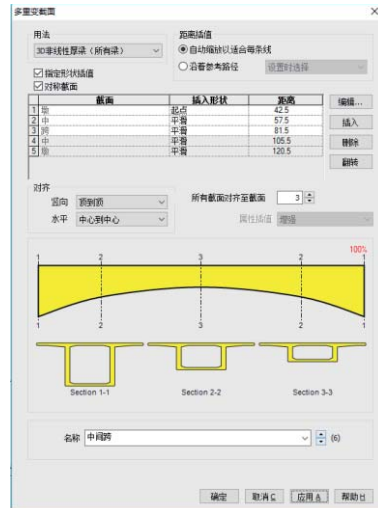 多重变截面
用法
3D非线性厚梁（所有梁）
距离插值
自动缩放以适合每条线
沿着参考路径
设置时选择
指定形状插值
对称截面
截面 插入形状 距离
1 墩 起点 42.5
2 中 平滑 57.5
3 跨 平滑 81.5
4 中 平滑 105.5
5 墩 平滑 120.5
编辑...
插入
删除
翻转
对齐
竖向 顶到顶
水平 中心到中心
所有截面对齐至截面 3
属性插值 增强
100%
1 2 3 2 1
1 2 3 2 1
Section 1-1 Section 2-2 Section 3-3
名称 中间跨 (6)
确定 取消 C 应用 A 帮助 H